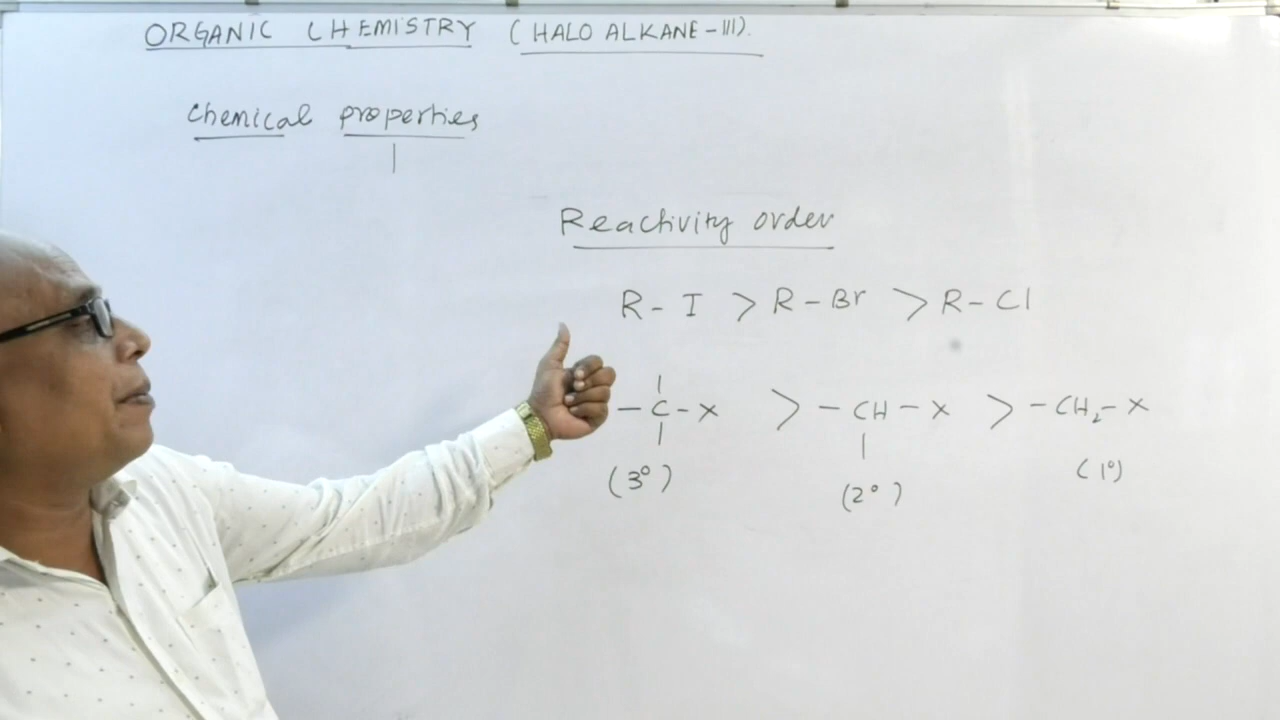 ORGANIC CHEMISTRY (HALO ALKANE-III).
Chemical properties
Reactivity order
R-I > R-Br > R-Cl
-C-X > -CH-X > -CH₂-X
(3°) (2°) (1°)